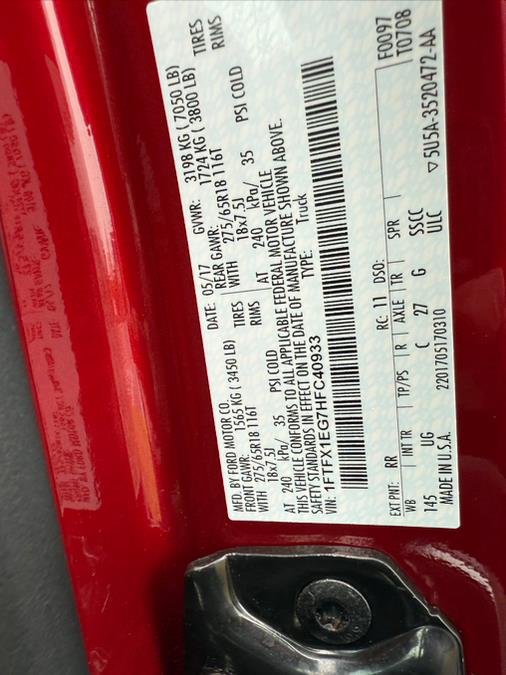 MFD. BY FORD MOTOR CO. DATE: 05/17 GVWR: 3198 KG ( 7050 LB)
FRONT GAWR: 1565 KG ( 3450 LB) REAR GAWR: 1724 KG ( 3800 LB)
275/65R18 116T TIRES 275/65R18 116T TIRES
WITH 18x7.5J RIMS WITH 18x7.5J RIMS
AT 240 kPa/ 35 PSI COLD AT 240 kPa/ 35 PSI COLD
THIS VEHICLE CONFORMS TO ALL APPLICABLE FEDERAL MOTOR VEHICLE
SAFETY STANDARDS IN EFFECT ON THE DATE OF MANUFACTURE SHOWN ABOVE.
VIN: 1FTFX1EG7HFC40933 TYPE: Truck
F0097
T0708
EXT PNT: RR RC: 11 DSO:
WB INT TR TP/PS R AXLE TR SPR
145 UG C 27 G SSCC
ULC
MADE IN U.S.A. 2201705170310 ▽5U5A-3520472-AA